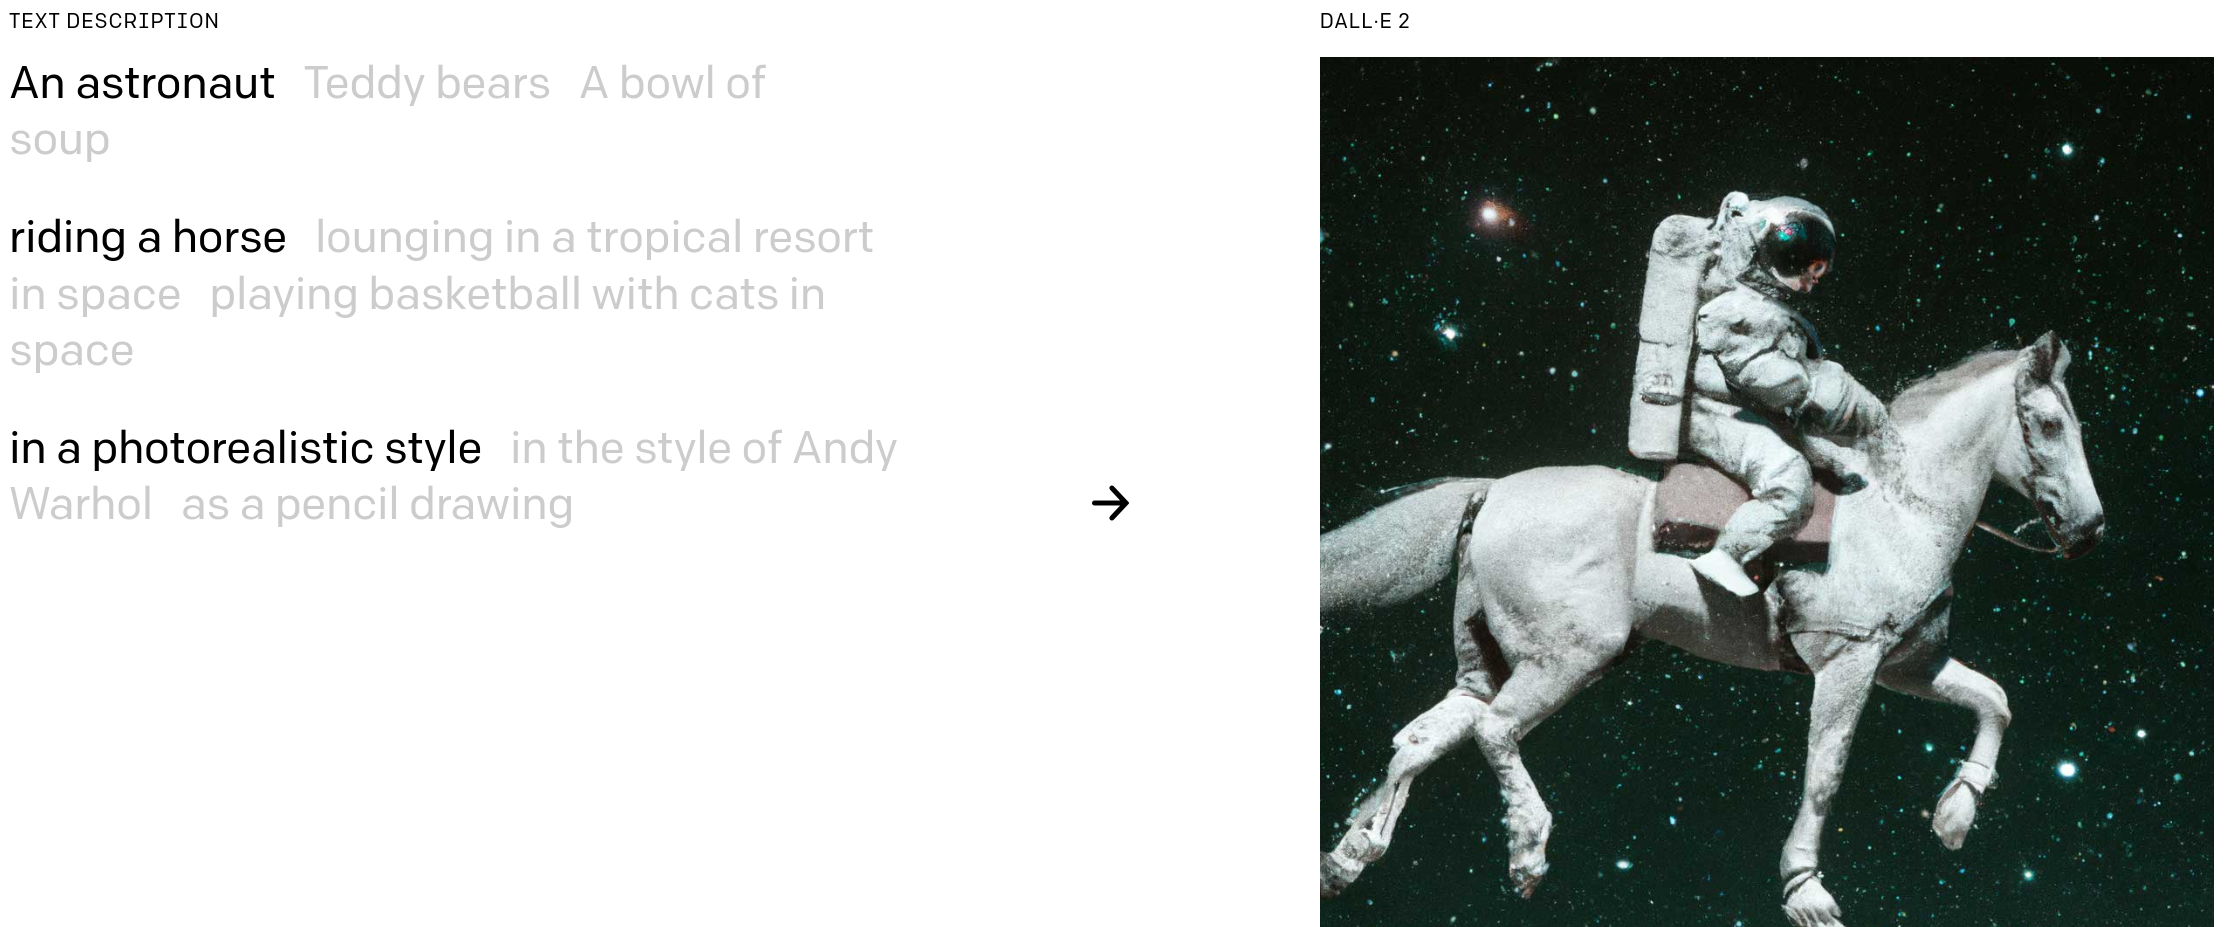 TEXT DESCRIPTION
DALL·E 2
An astronaut Teddy bears A bowl of
soup
riding a horse lounging in a tropical resort
in space playing basketball with cats in
space
in a photorealistic style in the style of Andy
Warhol as a pencil drawing